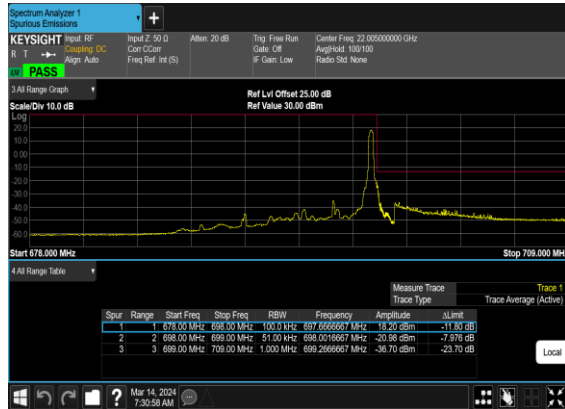 Spectrum Analyzer 1
Spurious Emissions
+
KEYSIGHT Input: RF Input Z: 50 Ω Atten: 20 dB Trig: Free Run Center Freq: 22.005000000 GHz
R T Coupling: DC Corr CCorr Gate: Off Avg|Hold: 100/100
Align: Auto Freq Ref: Int (S) IF Gain: Low Radio Std: None
LW PASS
3 All Range Graph Ref Lvl Offset 25.00 dB
Scale/Div 10.0 dB Ref Value 30.00 dBm
Log
20.0
10.0
0.00
-10.0
-20.0
-30.0
-40.0
-50.0
-60.0
Start 678.000 MHz Stop 709.000 MH
4 All Range Table
Measure Trace Trace 1
Trace Type Trace Average (Active)
Spur Range Start Freq Stop Freq RBW Frequency Amplitude ΔLimit
1 1 678.00 MHz 698.00 MHz 100.0 kHz 697.6666667 MHz 18.20 dBm -11.80 dB
2 2 698.00 MHz 699.00 MHz 51.00 kHz 698.0016667 MHz -20.98 dBm -7.976 dB
3 3 699.00 MHz 709.00 MHz 1.000 MHz 699.2666667 MHz -36.70 dBm -23.70 dB
Local
? Mar 14, 2024
7:30:58 AM